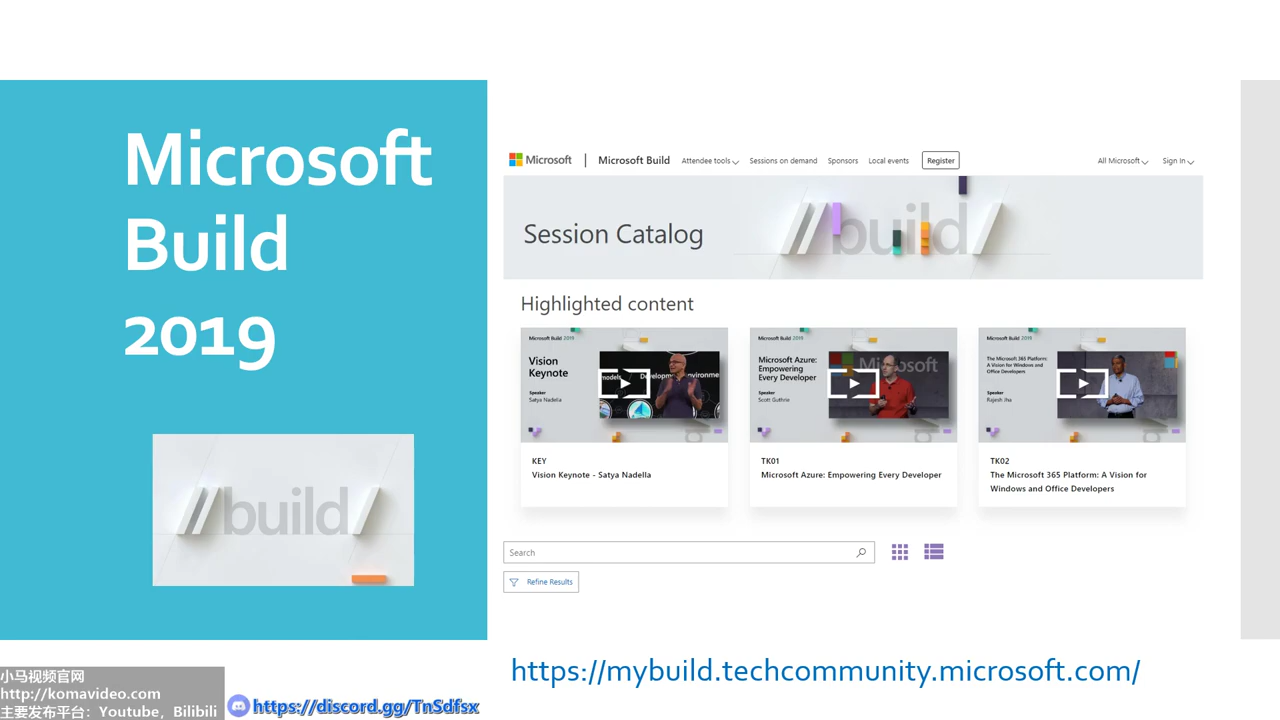 Microsoft
Build
2019
//build/
Microsoft | Microsoft Build Attendee tools Sessions on demand Sponsors Local events Register All Microsoft Sign In
Session Catalog
//build/
Highlighted content
Microsoft Build 2019
Vision
Keynote
Speaker
Satya Nadella
Development Environment
KEY
Vision Keynote - Satya Nadella
Microsoft Build 2019
Microsoft Azure:
Empowering
Every Developer
Speaker
Scott Guthrie
Microsoft
TK01
Microsoft Azure: Empowering Every Developer
Microsoft Build 2019
The Microsoft 365 Platform:
A Vision for Windows and
Office Developers
Speaker
Rajesh Jha
TK02
The Microsoft 365 Platform: A Vision for
Windows and Office Developers
Search
Refine Results
https://mybuild.techcommunity.microsoft.com/
小马视频官网
http://komavideo.com
主要发布平台：Youtube，Bilibili
https://discord.gg/TnSdfsx